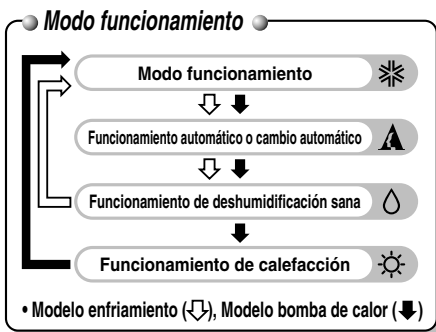 Modo funcionamiento
Modo funcionamiento
Funcionamiento automático o cambio automático
Funcionamiento de deshumidificación sana
Funcionamiento de calefacción
• Modelo enfriamiento (⇩), Modelo bomba de calor (🡇)